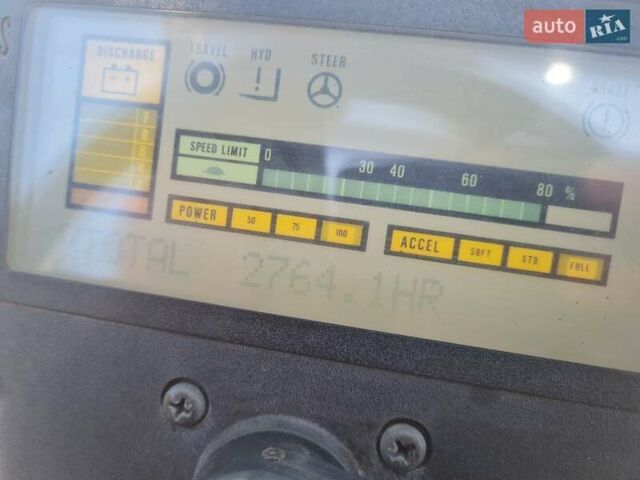 auto RIA .com
DISCHARGE TRAVEL HYD STEER
SPEED LIMIT 0 30 40 60 80 %
POWER 50 75 100 ACCEL SOFT STD FULL
2764.1HR